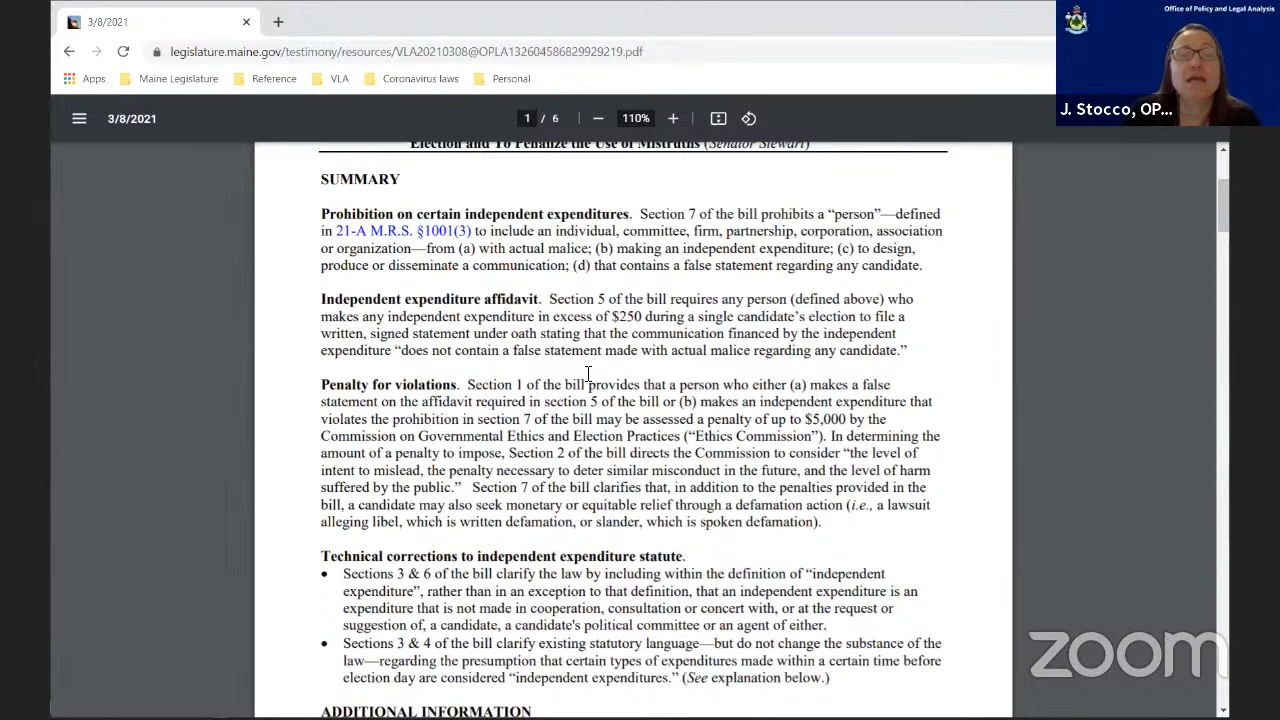 3/8/2021
legislature.maine.gov/testimony/resources/VLA20210308@OPLA132604586829929219.pdf
Apps Maine Legislature Reference VLA Coronavirus laws Personal
Office of Policy and Legal Analysis
J. Stocco, OP...
3/8/2021 1 / 6 110%
Election and To Penalize the Use of Mistruths (Senator Stewart)
SUMMARY
Prohibition on certain independent expenditures. Section 7 of the bill prohibits a “person”—defined
in 21-A M.R.S. §1001(3) to include an individual, committee, firm, partnership, corporation, association
or organization—from (a) with actual malice; (b) making an independent expenditure; (c) to design,
produce or disseminate a communication; (d) that contains a false statement regarding any candidate.
Independent expenditure affidavit. Section 5 of the bill requires any person (defined above) who
makes any independent expenditure in excess of $250 during a single candidate’s election to file a
written, signed statement under oath stating that the communication financed by the independent
expenditure “does not contain a false statement made with actual malice regarding any candidate.”
Penalty for violations. Section 1 of the bill provides that a person who either (a) makes a false
statement on the affidavit required in section 5 of the bill or (b) makes an independent expenditure that
violates the prohibition in section 7 of the bill may be assessed a penalty of up to $5,000 by the
Commission on Governmental Ethics and Election Practices (“Ethics Commission”). In determining the
amount of a penalty to impose, Section 2 of the bill directs the Commission to consider “the level of
intent to mislead, the penalty necessary to deter similar misconduct in the future, and the level of harm
suffered by the public.” Section 7 of the bill clarifies that, in addition to the penalties provided in the
bill, a candidate may also seek monetary or equitable relief through a defamation action (i.e., a lawsuit
alleging libel, which is written defamation, or slander, which is spoken defamation).
Technical corrections to independent expenditure statute.
• Sections 3 & 6 of the bill clarify the law by including within the definition of “independent
expenditure”, rather than in an exception to that definition, that an independent expenditure is an
expenditure that is not made in cooperation, consultation or concert with, or at the request or
suggestion of, a candidate, a candidate's political committee or an agent of either.
• Sections 3 & 4 of the bill clarify existing statutory language—but do not change the substance of the
law—regarding the presumption that certain types of expenditures made within a certain time before
election day are considered “independent expenditures.” (See explanation below.)
ADDITIONAL INFORMATION
zoom